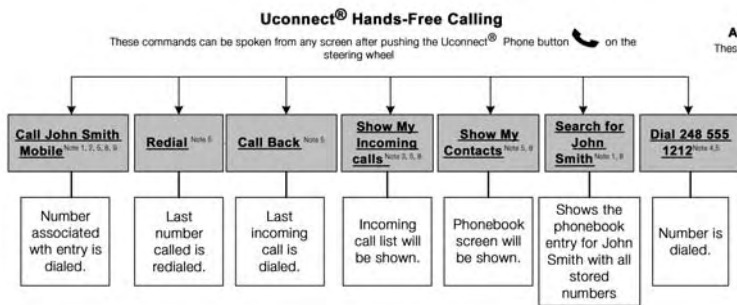 Uconnect® Hands-Free Calling
These commands can be spoken from any screen after pushing the Uconnect® Phone button on the
steering wheel
A
Thes
Call John Smith
Mobile Note 1, 2, 5, 8, 9
Redial Note 5
Call Back Note 5
Show My
Incoming
calls Note 3, 5, 8
Show My
Contacts Note 5, 8
Search for
John
Smith Note 1, 8
Dial 248 555
1212 Note 4,5
Number
associated
wth entry is
dialed.
Last
number
called is
redialed.
Last
incoming
call is
dialed.
Incoming
call list will
be shown.
Phonebook
screen will
be shown.
Shows the
phonebook
entry for John
Smith with all
stored
numbers
Number is
dialed.